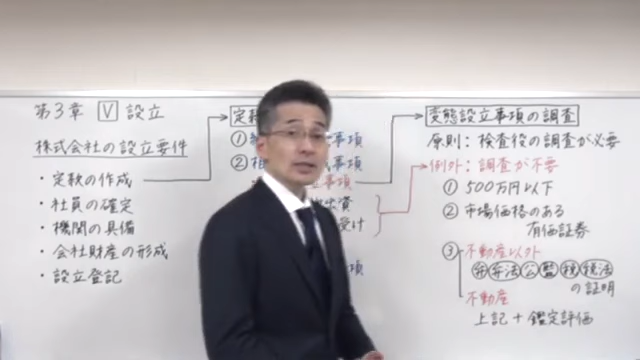 第3章 Ⅴ 設立
株式会社の設立要件
・定款の作成
・社員の確定
・機関の具備
・会社財産の形成
・設立登記
定
①
事項
②相
事項
事項
出資
受け
項
変態設立事項の調査
原則：検査役の調査が必要
例外：調査が不要
① 500万円以下
② 市場価格のある
有価証券
③ 不動産以外
弁弁法公監税税法
の証明
不動産
上記＋鑑定評価